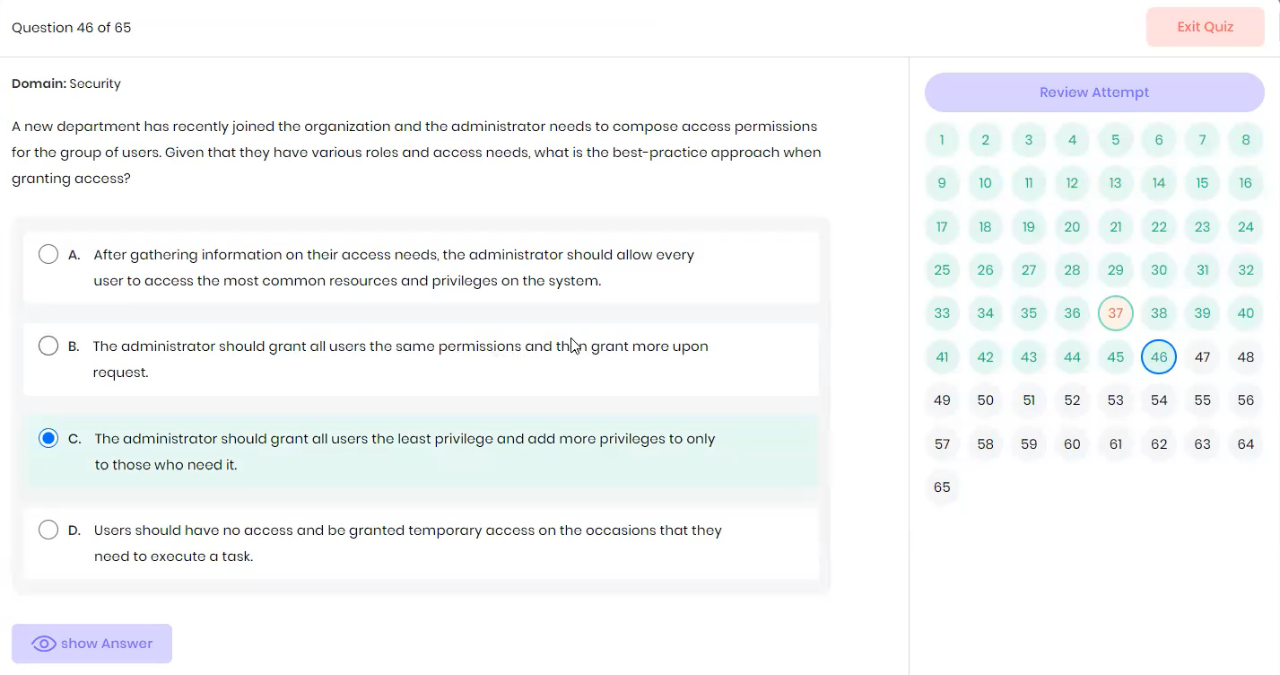 Question 46 of 65
Exit Quiz
Domain: Security
A new department has recently joined the organization and the administrator needs to compose access permissions
for the group of users. Given that they have various roles and access needs, what is the best-practice approach when
granting access?
A. After gathering information on their access needs, the administrator should allow every
user to access the most common resources and privileges on the system.
B. The administrator should grant all users the same permissions and then grant more upon
request.
C. The administrator should grant all users the least privilege and add more privileges to only
to those who need it.
D. Users should have no access and be granted temporary access on the occasions that they
need to execute a task.
show Answer
Review Attempt
1 2 3 4 5 6 7 8
9 10 11 12 13 14 15 16
17 18 19 20 21 22 23 24
25 26 27 28 29 30 31 32
33 34 35 36 37 38 39 40
41 42 43 44 45 46 47 48
49 50 51 52 53 54 55 56
57 58 59 60 61 62 63 64
65